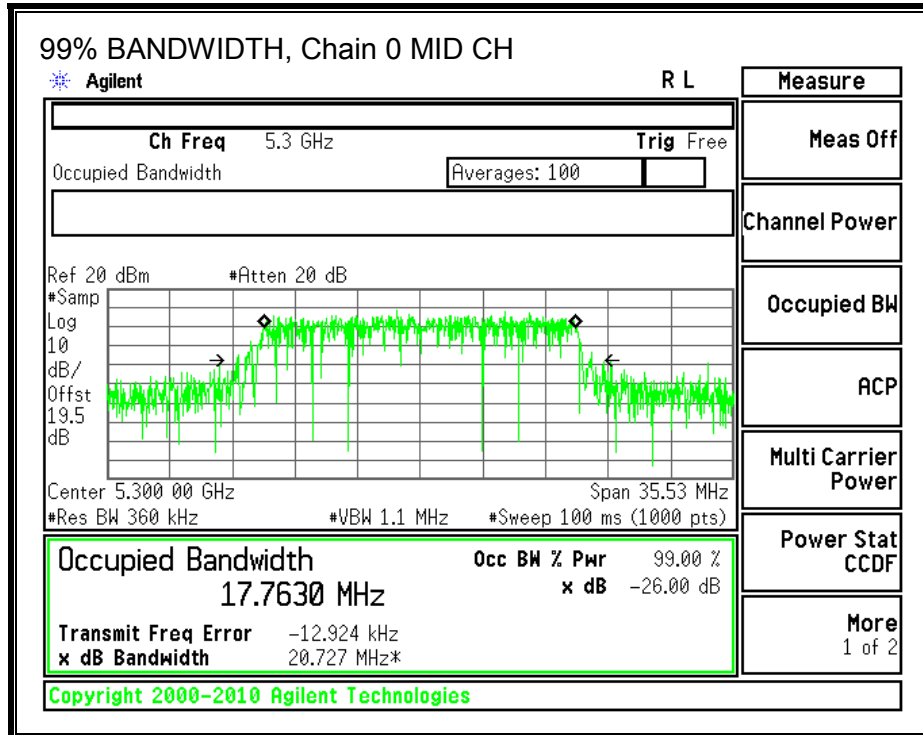 99% BANDWIDTH, Chain 0 MID CH
Agilent R L
Measure
Ch Freq 5.3 GHz Trig Free
Meas Off
Occupied Bandwidth Averages: 100
Channel Power
Ref 20 dBm #Atten 20 dB
#Samp
Log
10
dB/
Offst
19.5
dB
Occupied BW
ACP
Multi Carrier
Power
Center 5.300 00 GHz Span 35.53 MHz
#Res BW 360 kHz #VBW 1.1 MHz #Sweep 100 ms (1000 pts)
Occupied Bandwidth
17.7630 MHz
Occ BW % Pwr 99.00 %
x dB -26.00 dB
Power Stat
CCDF
Transmit Freq Error -12.924 kHz
x dB Bandwidth 20.727 MHz*
More
1 of 2
Copyright 2000-2010 Agilent Technologies